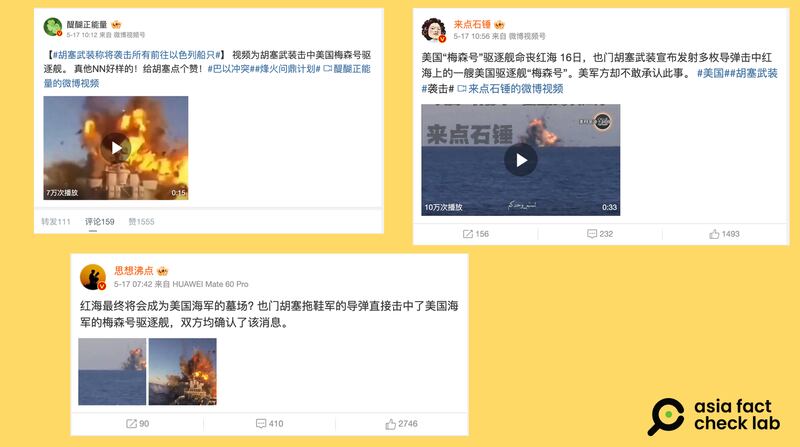 醍醐正能量
5-17 10:12 来自 微博视频号
【#胡塞武装称将袭击所有前往以色列船只#】 视频为胡塞武装击中美国梅森号驱
逐舰。 真他NN好样的！给胡塞点个赞！#巴以冲突##烽火问鼎计划# 醍醐正能
量的微博视频
7万次播放
0:15
转发111
评论159
赞1555
来点石锤
5-17 10:56 来自 微博视频号
美国“梅森号”驱逐舰命丧红海 16日，也门胡塞武装宣布发射多枚导弹击中红
海上的一艘美国驱逐舰“梅森号”。美军方却不敢承认此事。 #美国##胡塞武装
#袭击# 来点石锤的微博视频
来点石锤
10万次播放
0:33
156
232
1493
思想沸点
5-17 07:42 来自 HUAWEI Mate 60 Pro
红海最终将会成为美国海军的墓场? 也门胡塞拖鞋军的导弹直接击中了美国海
军的梅森号驱逐舰，双方均确认了该消息。
90
410
2746
asia fact
check lab